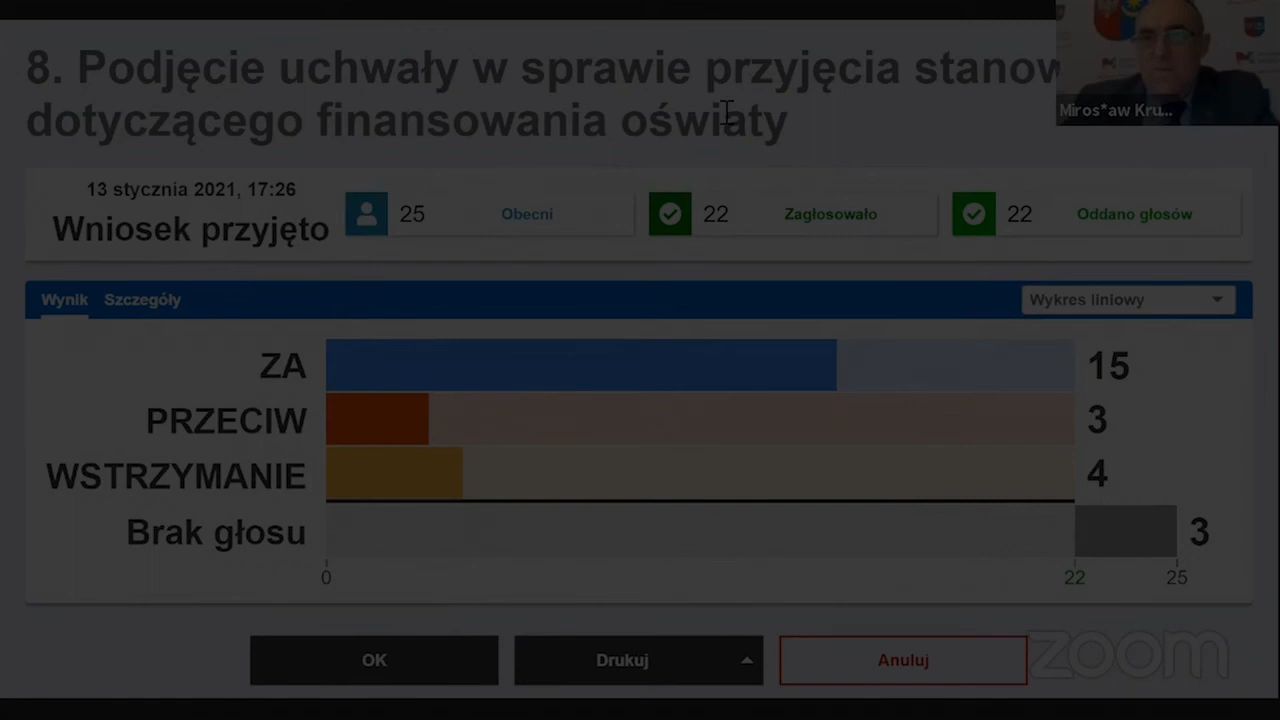 8. Podjęcie uchwały w sprawie przyjęcia
dotyczącego finansowania oświaty
Miros*aw Kru...
13 stycznia 2021, 17:26
Wniosek przyjęto
25 Obecni
22 Zagłosowało
22 Oddano głosów
Wynik Szczegóły
Wykres liniowy
ZA 15
PRZECIW 3
WSTRZYMANIE 4
Brak głosu 3
0 22 25
OK Drukuj Anuluj
zoom